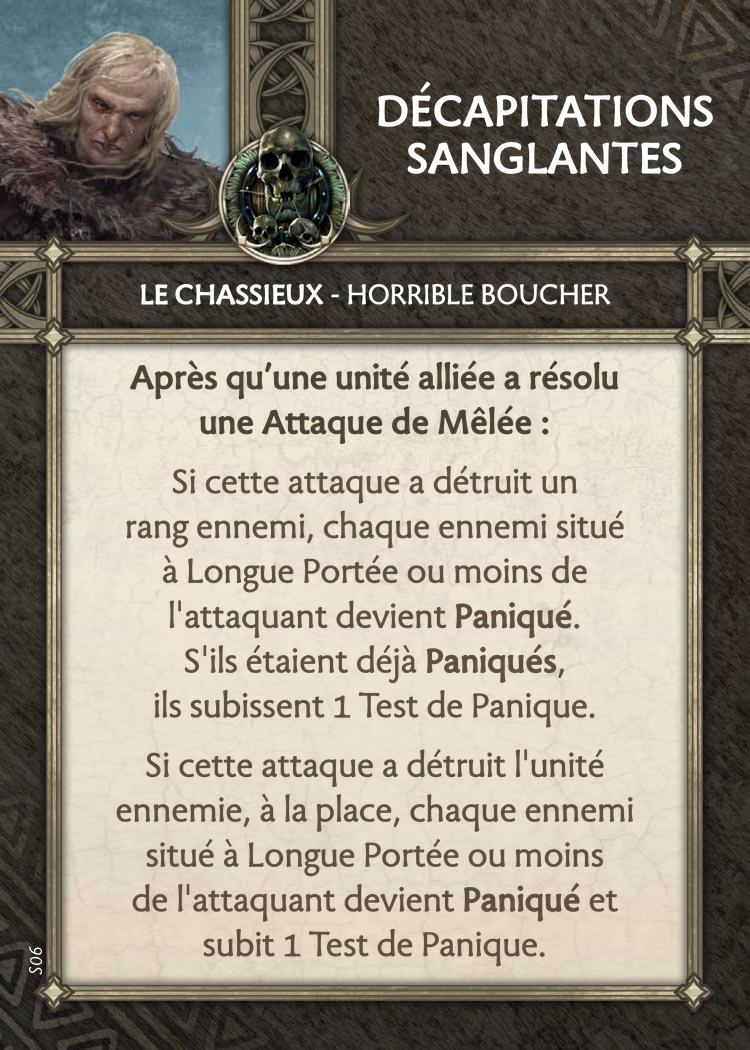 DÉCAPITATIONS
SANGLANTES
LE CHASSIEUX - HORRIBLE BOUCHER
Après qu’une unité alliée a résolu
une Attaque de Mêlée :
Si cette attaque a détruit un
rang ennemi, chaque ennemi situé
à Longue Portée ou moins de
l'attaquant devient Paniqué.
S'ils étaient déjà Paniqués,
ils subissent 1 Test de Panique.
Si cette attaque a détruit l'unité
ennemie, à la place, chaque ennemi
situé à Longue Portée ou moins
de l'attaquant devient Paniqué et
subit 1 Test de Panique.
S06